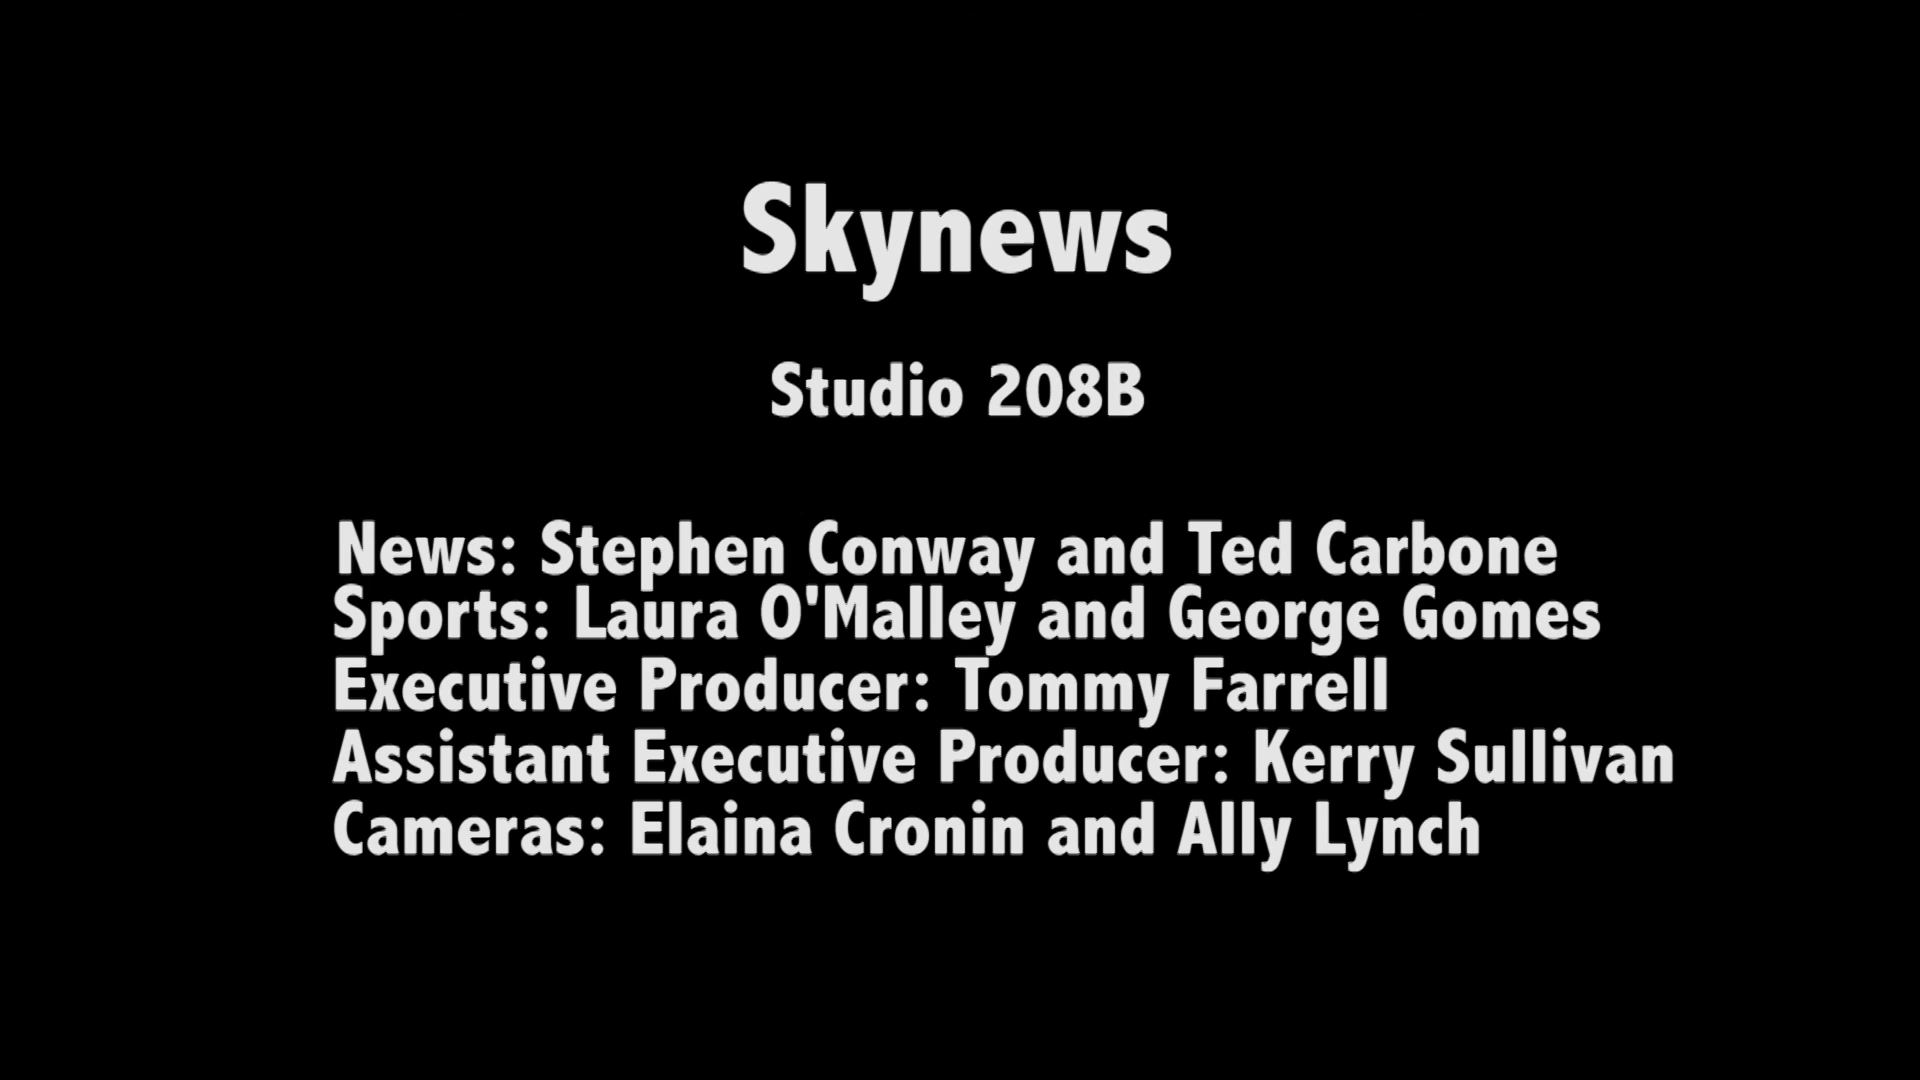 Skynews
Studio 208B
News: Stephen Conway and Ted Carbone
Sports: Laura O'Malley and George Gomes
Executive Producer: Tommy Farrell
Assistant Executive Producer: Kerry Sullivan
Cameras: Elaina Cronin and Ally Lynch